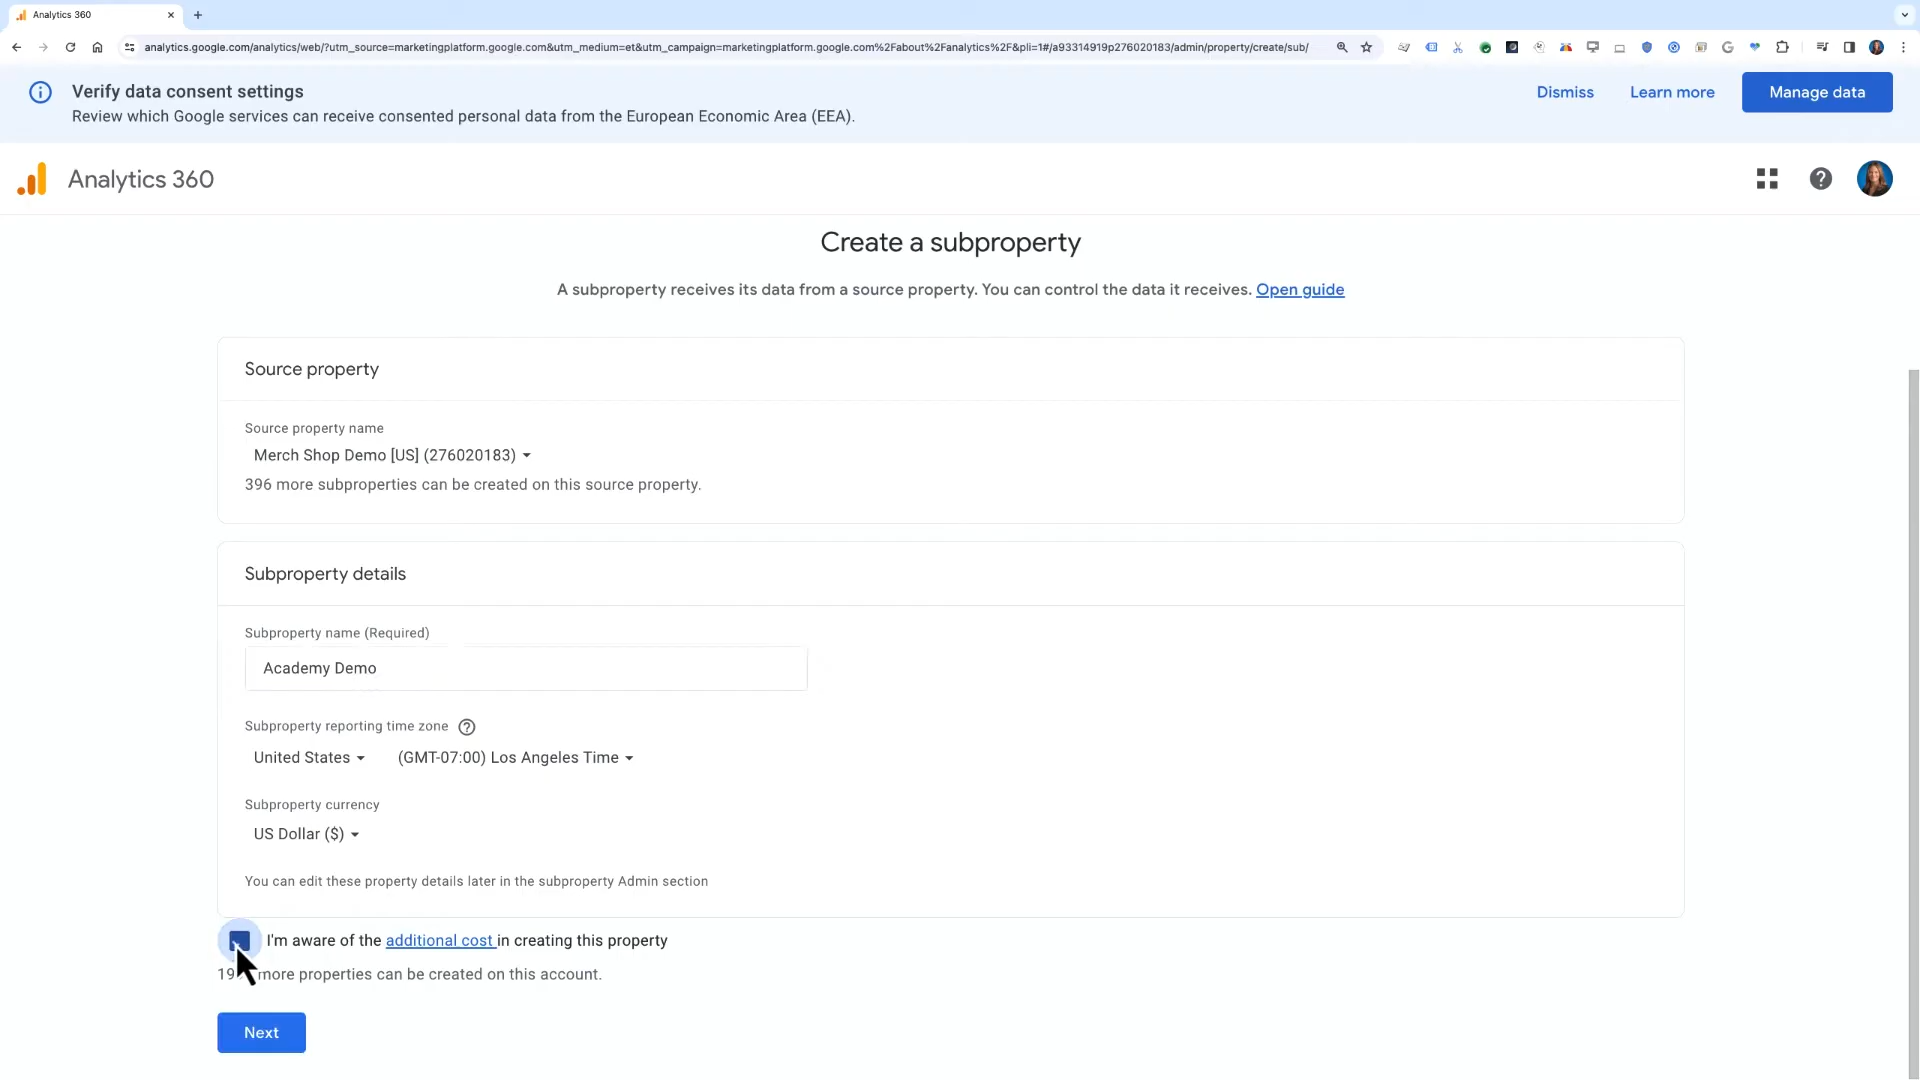 Analytics 360
analytics.google.com/analytics/web/?utm_source=marketingplatform.google.com&utm_medium=et&utm_campaign=marketingplatform.google.com%2Fabout%2Fanalytics%2F&pli=1#/a93314919p276020183/admin/property/create/sub/
Verify data consent settings
Review which Google services can receive consented personal data from the European Economic Area (EEA).
Dismiss
Learn more
Manage data
Analytics 360
Create a subproperty
A subproperty receives its data from a source property. You can control the data it receives. Open guide
Source property
Source property name
Merch Shop Demo [US] (276020183)
396 more subproperties can be created on this source property.
Subproperty details
Subproperty name (Required)
Academy Demo
Subproperty reporting time zone
United States (GMT-07:00) Los Angeles Time
Subproperty currency
US Dollar ($)
You can edit these property details later in the subproperty Admin section
I'm aware of the additional cost in creating this property
more properties can be created on this account.
Next